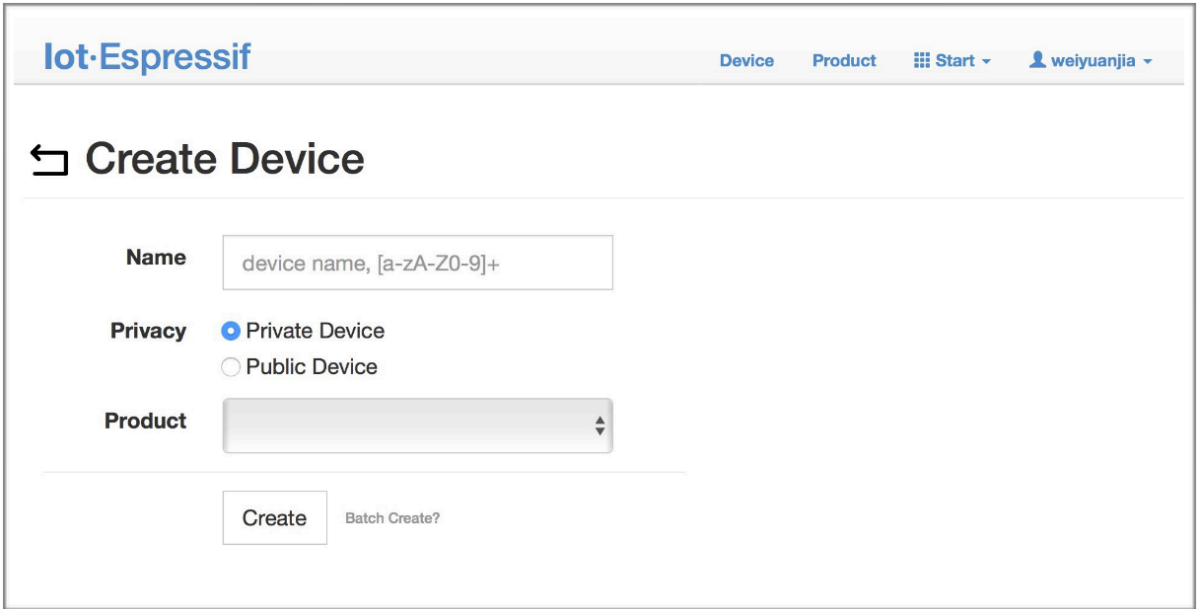 Iot·Espressif
Device Product Start weiyuanjia
Create Device
Name device name, [a-zA-Z0-9]+
Privacy Private Device
Public Device
Product
Create Batch Create?